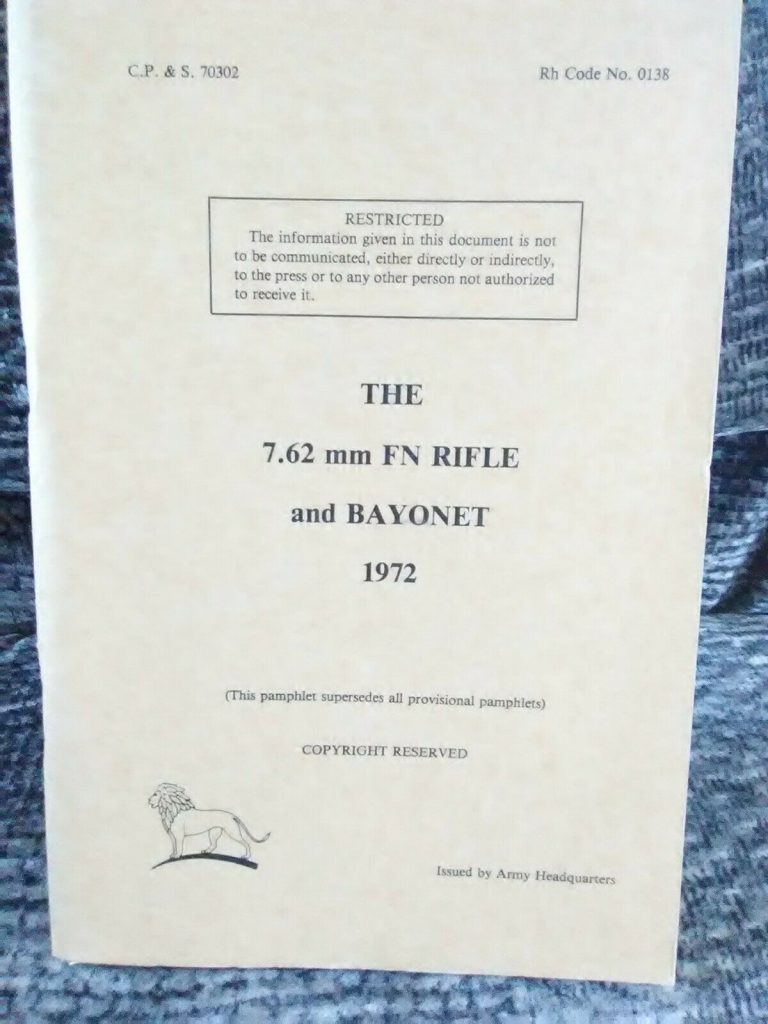 C.P. & S. 70302
Rh Code No. 0138
RESTRICTED
The information given in this document is not
to be communicated, either directly or indirectly,
to the press or to any other person not authorized
to receive it.
THE
7.62 mm FN RIFLE
and BAYONET
1972
(This pamphlet supersedes all provisional pamphlets)
COPYRIGHT RESERVED
Issued by Army Headquarters